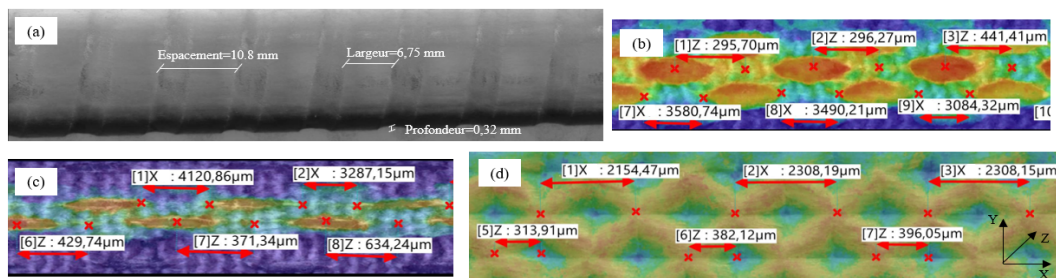 (a)
Espacement=10.8 mm
Largeur=6,75 mm
Profondeur=0,32 mm
(b)
[1]Z : 295,70µm
[2]Z : 296,27µm
[3]Z : 441,41µm
[7]X : 3580,74µm
[8]X : 3490,21µm
[9]X : 3084,32µm
[10
(c)
[1]X : 4120,86µm
[2]X : 3287,15µm
[6]Z : 429,74µm
[7]Z : 371,34µm
[8]Z : 634,24µm
(d)
[1]X : 2154,47µm
[2]X : 2308,19µm
[3]X : 2308,15µm
[5]Z : 313,91µm
[6]Z : 382,12µm
[7]Z : 396,05µm
Y
Z
X